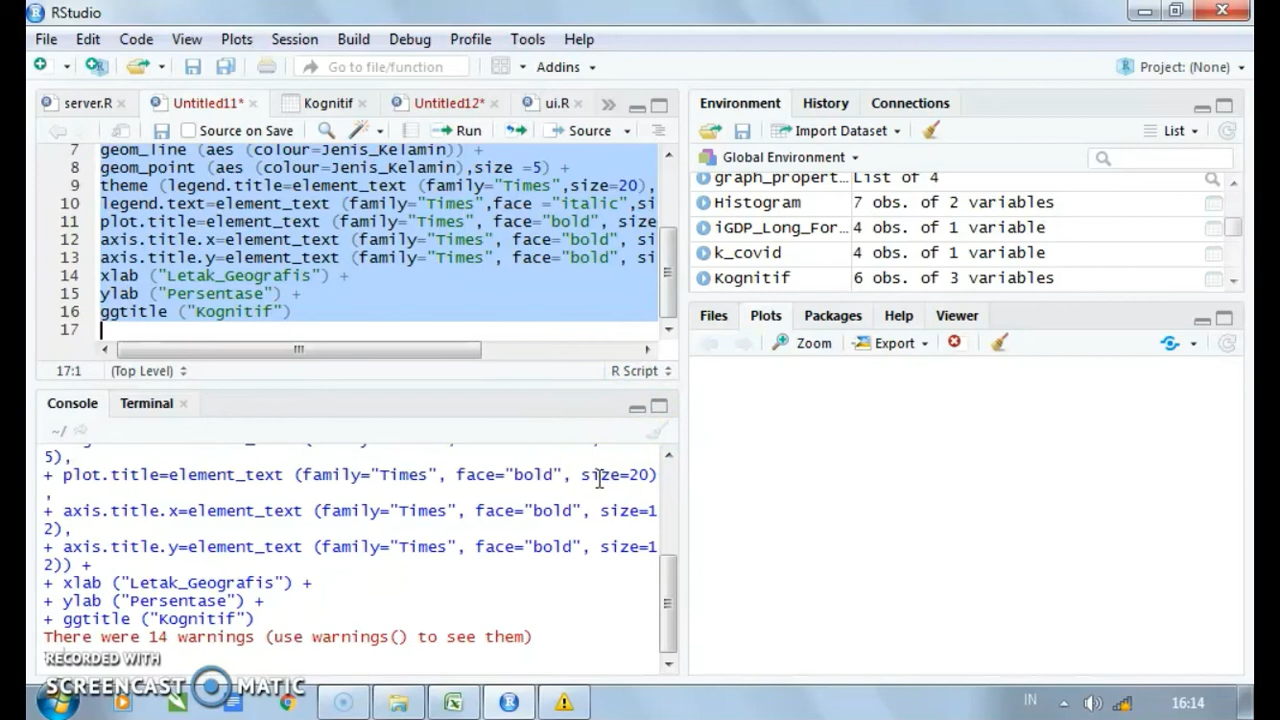 RStudio
File Edit Code View Plots Session Build Debug Profile Tools Help
Go to file/function Addins Project: (None)
server.R Untitled11* Kognitif Untitled12* ui.R
Source on Save Run Source
7 geom_line (aes (colour=Jenis_Kelamin)) +
8 geom_point (aes (colour=Jenis_Kelamin),size =5) +
9 theme (legend.title=element_text (family="Times",size=20),
10 legend.text=element_text (family="Times",face ="italic",si
11 plot.title=element_text (family="Times", face ="bold", size
12 axis.title.x=element_text (family="Times", face="bold", si
13 axis.title.y=element_text (family="Times", face="bold", si
14 xlab ("Letak_Geografis") +
15 ylab ("Persentase") +
16 ggtitle ("Kognitif")
17
17:1 (Top Level) R Script
Console Terminal
~/
5),
+ plot.title=element_text (family="Times", face="bold", size=20)
,
+ axis.title.x=element_text (family="Times", face="bold", size=1
2),
+ axis.title.y=element_text (family="Times", face="bold", size=1
2)) +
+ xlab ("Letak_Geografis") +
+ ylab ("Persentase") +
+ ggtitle ("Kognitif")
There were 14 warnings (use warnings() to see them)
Environment History Connections
Import Dataset List
Global Environment
graph_propert... List of 4
Histogram 7 obs. of 2 variables
iGDP_Long_For... 4 obs. of 1 variable
k_covid 4 obs. of 1 variable
Kognitif 6 obs. of 3 variables
Files Plots Packages Help Viewer
Zoom Export
RECORDED WITH
SCREENCAST MATIC
IN 16:14